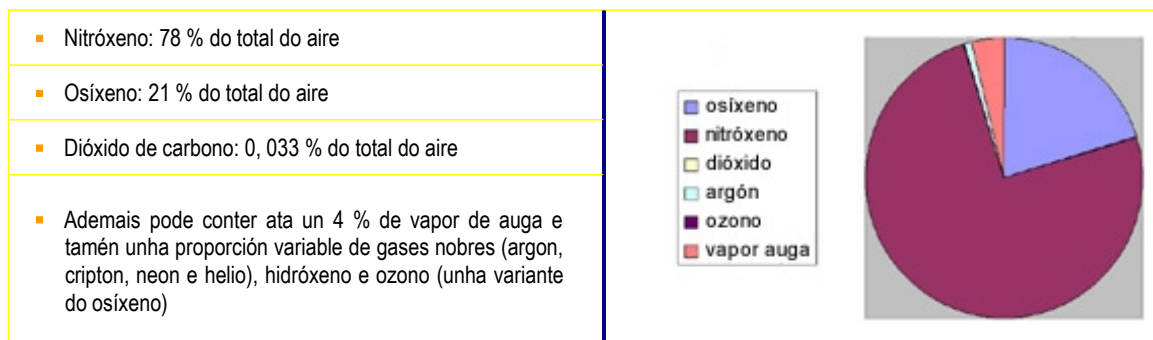 Nitróxeno: 78 % do total do aire
Osíxeno: 21 % do total do aire
Dióxido de carbono: 0, 033 % do total do aire
Ademais pode conter ata un 4 % de vapor de auga e
tamén unha proporción variable de gases nobres (argon,
cripton, neon e helio), hidróxeno e ozono (unha variante
do osíxeno)
osíxeno
nitróxeno
dióxido
argón
ozono
vapor auga